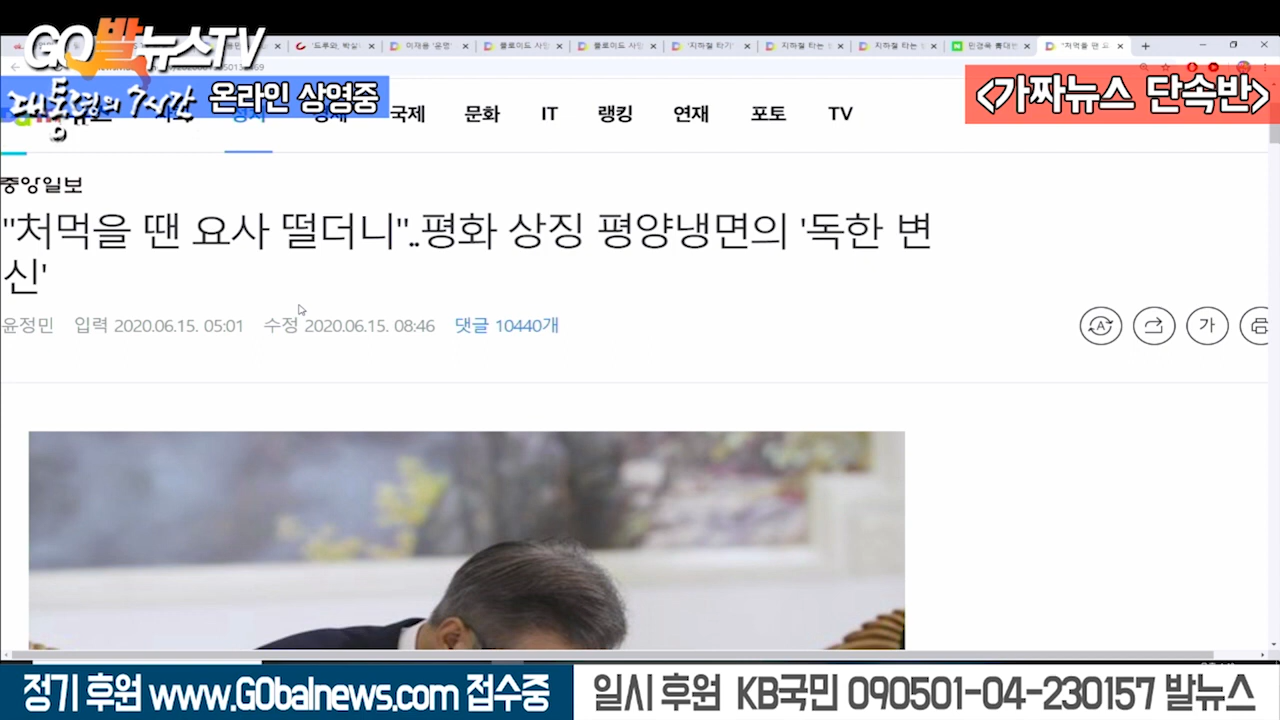 GO발뉴스TV
대통령의 7시간 온라인 상영중
<가짜뉴스 단속반>
국제 문화 IT 랭킹 연재 포토 TV
중앙일보
"처먹을 땐 요사 떨더니"..평화 상징 평양냉면의 '독한 변
신'
윤정민 입력 2020.06.15. 05:01 수정 2020.06.15. 08:46 댓글 10440개
가
정기 후원 www.GObalnews.com 접수중
일시 후원 KB국민 090501-04-230157 발뉴스